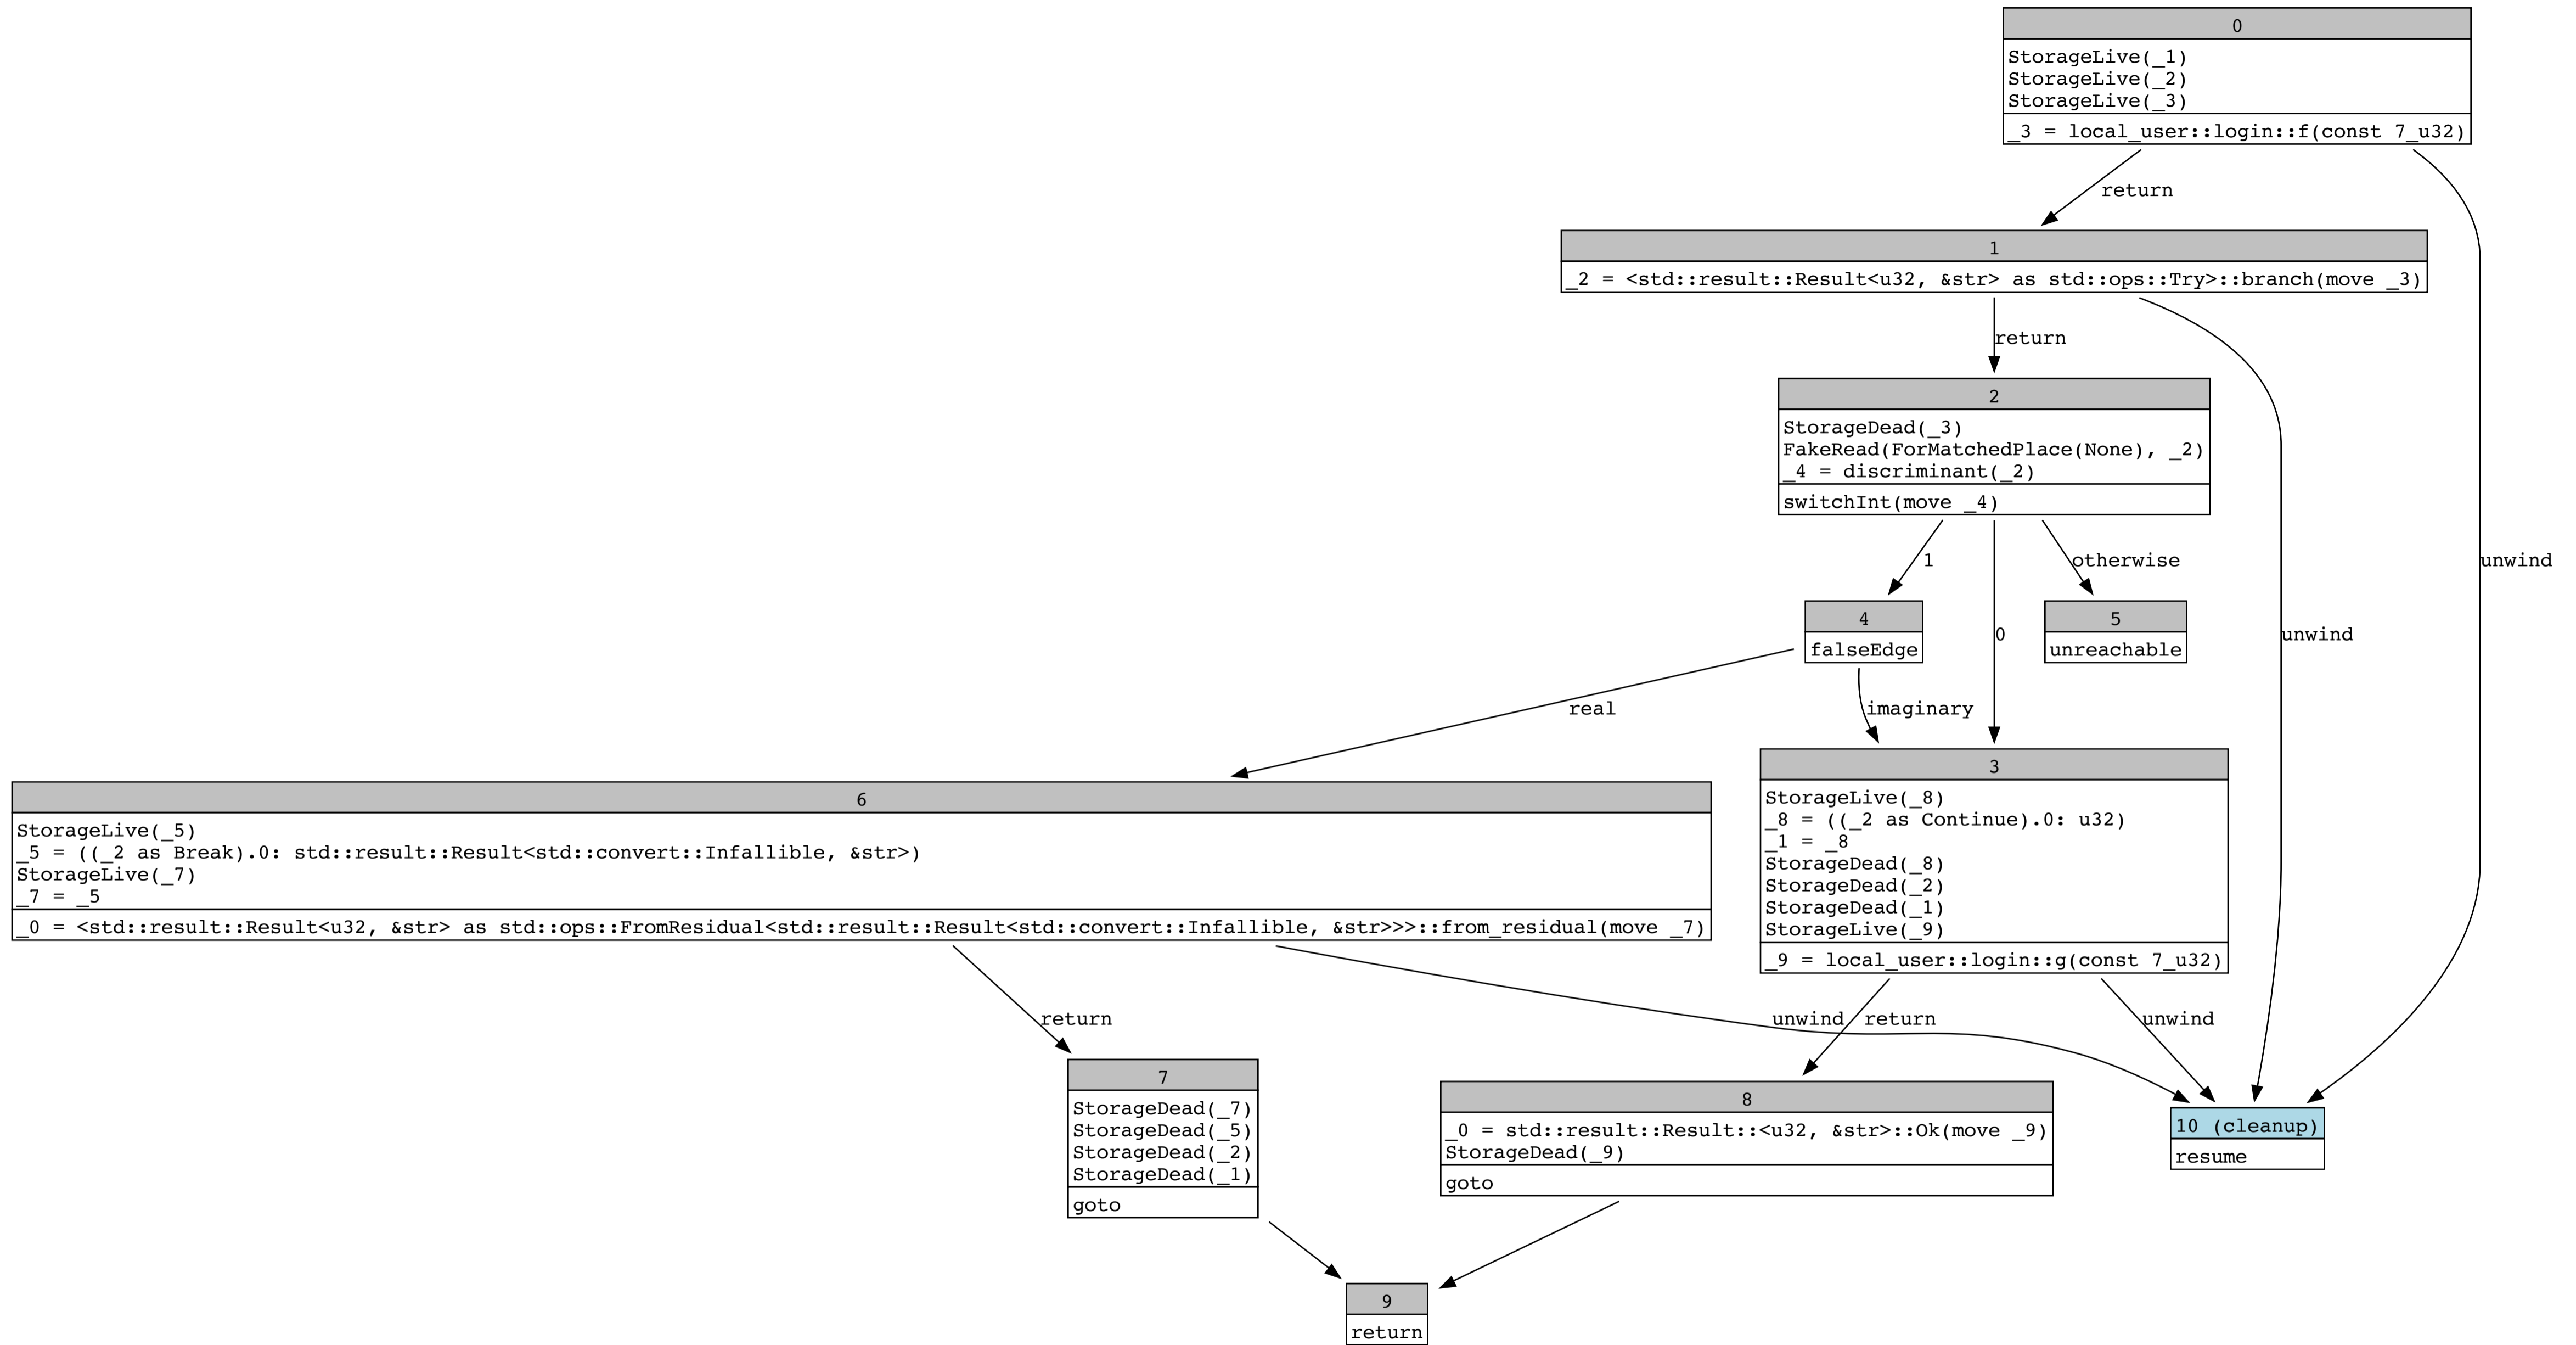 0
StorageLive(_1)
StorageLive(_2)
StorageLive(_3)
_3 = local_user::login::f(const 7_u32)
return
unwind
1
_2 = <std::result::Result<u32, &str> as std::ops::Try>::branch(move _3)
return
unwind
2
StorageDead(_3)
FakeRead(ForMatchedPlace(None), _2)
_4 = discriminant(_2)
switchInt(move _4)
1
0
otherwise
4
falseEdge
5
unreachable
real
imaginary
6
StorageLive(_5)
_5 = ((_2 as Break).0: std::result::Result<std::convert::Infallible, &str>)
StorageLive(_7)
_7 = _5
_0 = <std::result::Result<u32, &str> as std::ops::FromResidual<std::result::Result<std::convert::Infallible, &str>>>::from_residual(move _7)
3
StorageLive(_8)
_8 = ((_2 as Continue).0: u32)
_1 = _8
StorageDead(_8)
StorageDead(_2)
StorageDead(_1)
StorageLive(_9)
_9 = local_user::login::g(const 7_u32)
return
unwind
return
unwind
7
StorageDead(_7)
StorageDead(_5)
StorageDead(_2)
StorageDead(_1)
goto
8
_0 = std::result::Result::<u32, &str>::Ok(move _9)
StorageDead(_9)
goto
10 (cleanup)
resume
9
return